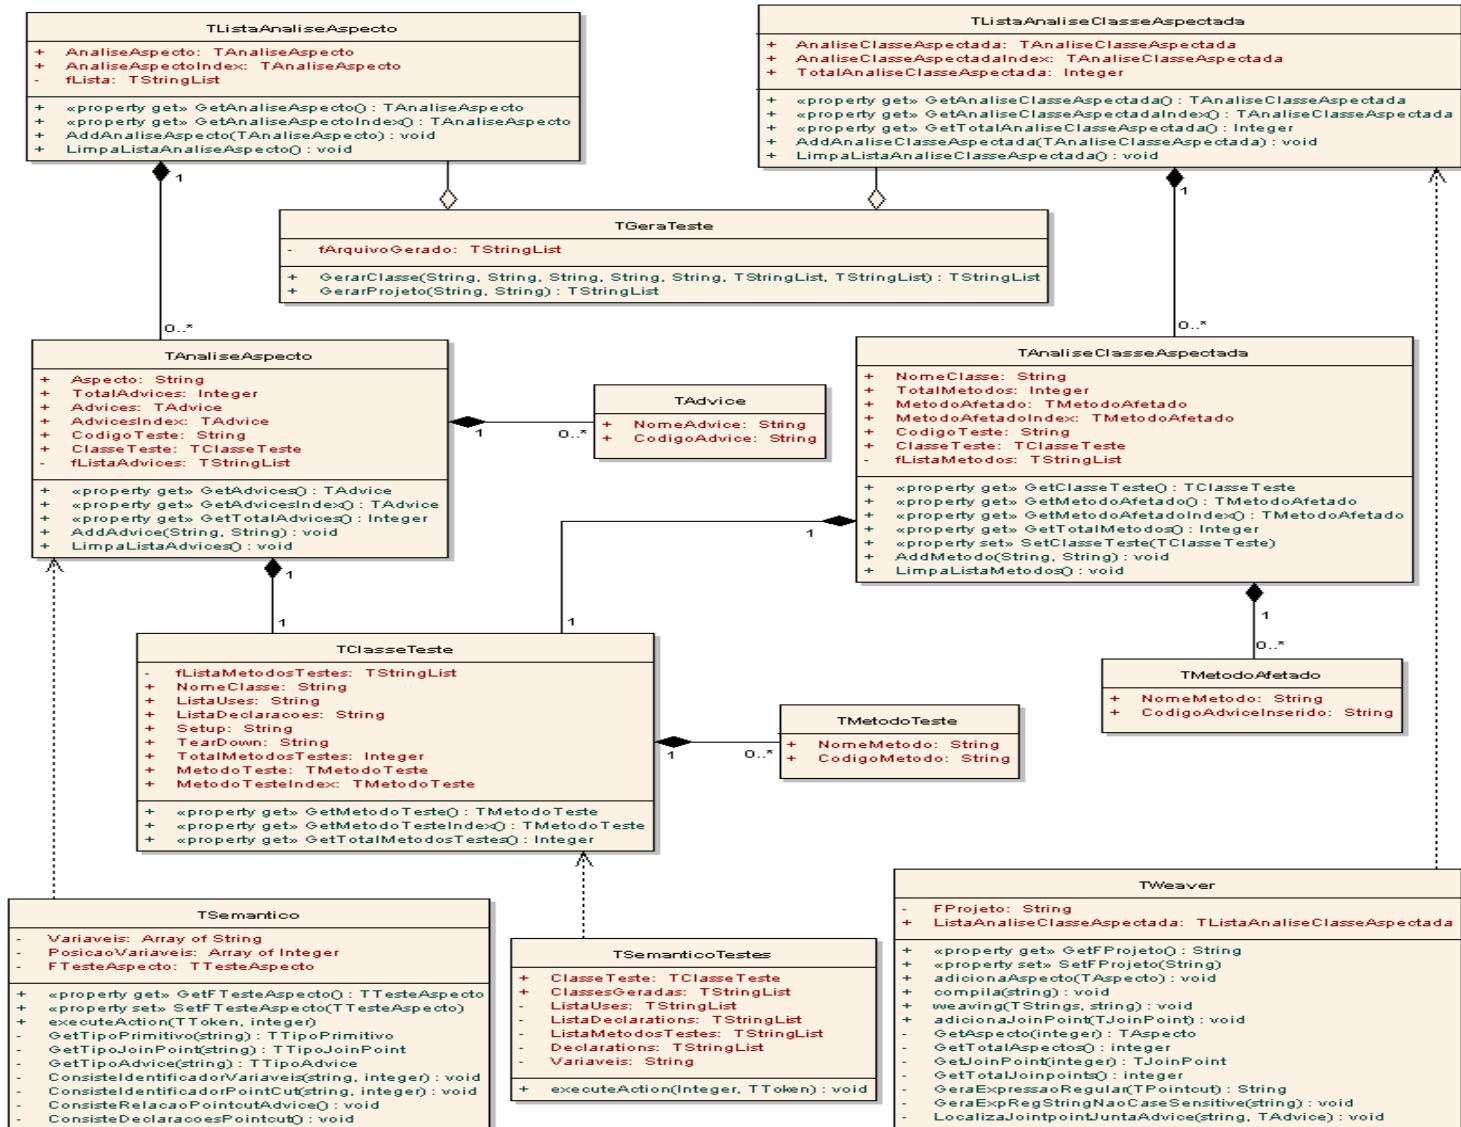 TListaAnaliseAspecto
+ AnaliseAspecto: TAnaliseAspecto
+ AnaliseAspectoIndex: TAnaliseAspecto
- fLista: TStringList
+ «property get» GetAnaliseAspecto() : TAnaliseAspecto
+ «property get» GetAnaliseAspectoIndex() : TAnaliseAspecto
+ AddAnaliseAspecto(TAnaliseAspecto) : void
+ LimpaListaAnaliseAspecto() : void
TListaAnaliseClasseAspectada
+ AnaliseClasseAspectada: TAnaliseClasseAspectada
+ AnaliseClasseAspectadaIndex: TAnaliseClasseAspectada
+ TotalAnaliseClasseAspectada: Integer
+ «property get» GetAnaliseClasseAspectada() : TAnaliseClasseAspectada
+ «property get» GetAnaliseClasseAspectadaIndex() : TAnaliseClasseAspectada
+ «property get» GetTotalAnaliseClasseAspectada() : Integer
+ AddAnaliseClasseAspectada(TAnaliseClasseAspectada) : void
+ LimpaListaAnaliseClasseAspectada() : void
1
1
TGeraTeste
- fArquivoGerado: TStringList
+ GerarClasse(String, String, String, String, String, TStringList, TStringList) : TStringList
+ GerarProjeto(String, String) : TStringList
0..*
0..*
TAnaliseAspecto
+ Aspecto: String
+ TotalAdvices: Integer
+ Advices: TAdvice
+ AdvicesIndex: TAdvice
+ CodigoTeste: String
+ ClasseTeste: TClasseTeste
- fListaAdvices: TStringList
+ «property get» GetAdvices() : TAdvice
+ «property get» GetAdvicesIndex() : TAdvice
+ «property get» GetTotalAdvices() : Integer
+ AddAdvice(String, String) : void
+ LimpaListaAdvices() : void
1
0..*
TAdvice
+ NomeAdvice: String
+ CodigoAdvice: String
TAnaliseClasseAspectada
+ NomeClasse: String
+ TotalMetodos: Integer
+ MetodoAfetado: TMetodoAfetado
+ MetodoAfetadoIndex: TMetodoAfetado
+ CodigoTeste: String
+ ClasseTeste: TClasseTeste
- fListaMetodos: TStringList
+ «property get» GetClasseTeste() : TClasseTeste
+ «property get» GetMetodoAfetado() : TMetodoAfetado
+ «property get» GetMetodoAfetadoIndex() : TMetodoAfetado
+ «property get» GetTotalMetodos() : Integer
+ «property set» SetClasseTeste(TClasseTeste)
+ AddMetodo(String, String) : void
+ LimpaListaMetodos() : void
1
1
1
1
1
0..*
TClasseTeste
- fListaMetodosTestes: TStringList
+ NomeClasse: String
+ ListaUses: String
+ ListaDeclaracoes: String
+ Setup: String
+ TearDown: String
+ TotalMetodosTestes: Integer
+ MetodoTeste: TMetodoTeste
+ MetodoTesteIndex: TMetodoTeste
+ «property get» GetMetodoTeste() : TMetodoTeste
+ «property get» GetMetodoTesteIndex() : TMetodoTeste
+ «property get» GetTotalMetodosTestes() : Integer
1
0..*
TMetodoTeste
+ NomeMetodo: String
+ CodigoMetodo: String
TMetodoAfetado
+ NomeMetodo: String
+ CodigoAdviceInserido: String
TSemantico
- Variaveis: Array of String
- PosicaoVariaveis: Array of Integer
- FTesteAspecto: TTesteAspecto
+ «property get» GetFTesteAspecto() : TTesteAspecto
+ «property set» SetFTesteAspecto(TTesteAspecto)
+ executeAction(TToken, integer)
- GetTipoPrimitivo(string) : TTipoPrimitivo
- GetTipoJoinPoint(string) : TTipoJoinPoint
- GetTipoAdvice(string) : TTipoAdvice
- ConsisteIdentificadorVariaveis(string, integer) : void
- ConsisteIdentificadorPointCut(string, integer) : void
- ConsisteRelacaoPointcutAdvice() : void
- ConsisteDeclaracoesPointcut() : void
TSemanticoTestes
+ ClasseTeste: TClasseTeste
+ ClassesGeradas: TStringList
- ListaUses: TStringList
- ListaDeclarations: TStringList
- ListaMetodosTestes: TStringList
- Declarations: TStringList
- Variaveis: String
+ executeAction(Integer, TToken) : void
TWeaver
- FProjeto: String
+ ListaAnaliseClasseAspectada: TListaAnaliseClasseAspectada
+ «property get» GetFProjeto() : String
+ «property set» SetFProjeto(String)
+ adicionaAspecto(TAspecto) : void
+ compila(string) : void
+ weaving(TStrings, string) : void
+ adicionaJoinPoint(TJoinPoint) : void
- GetAspecto(integer) : TAspecto
- GetTotalAspectos() : integer
- GetJoinPoint(integer) : TJoinPoint
- GetTotalJoinpoints() : integer
- GeraExpressaoRegular(TPointcut) : String
- GeraExpRegStringNaoCaseSensitive(string) : void
- LocalizaJointpointJuntaAdvice(string, TAdvice) : void